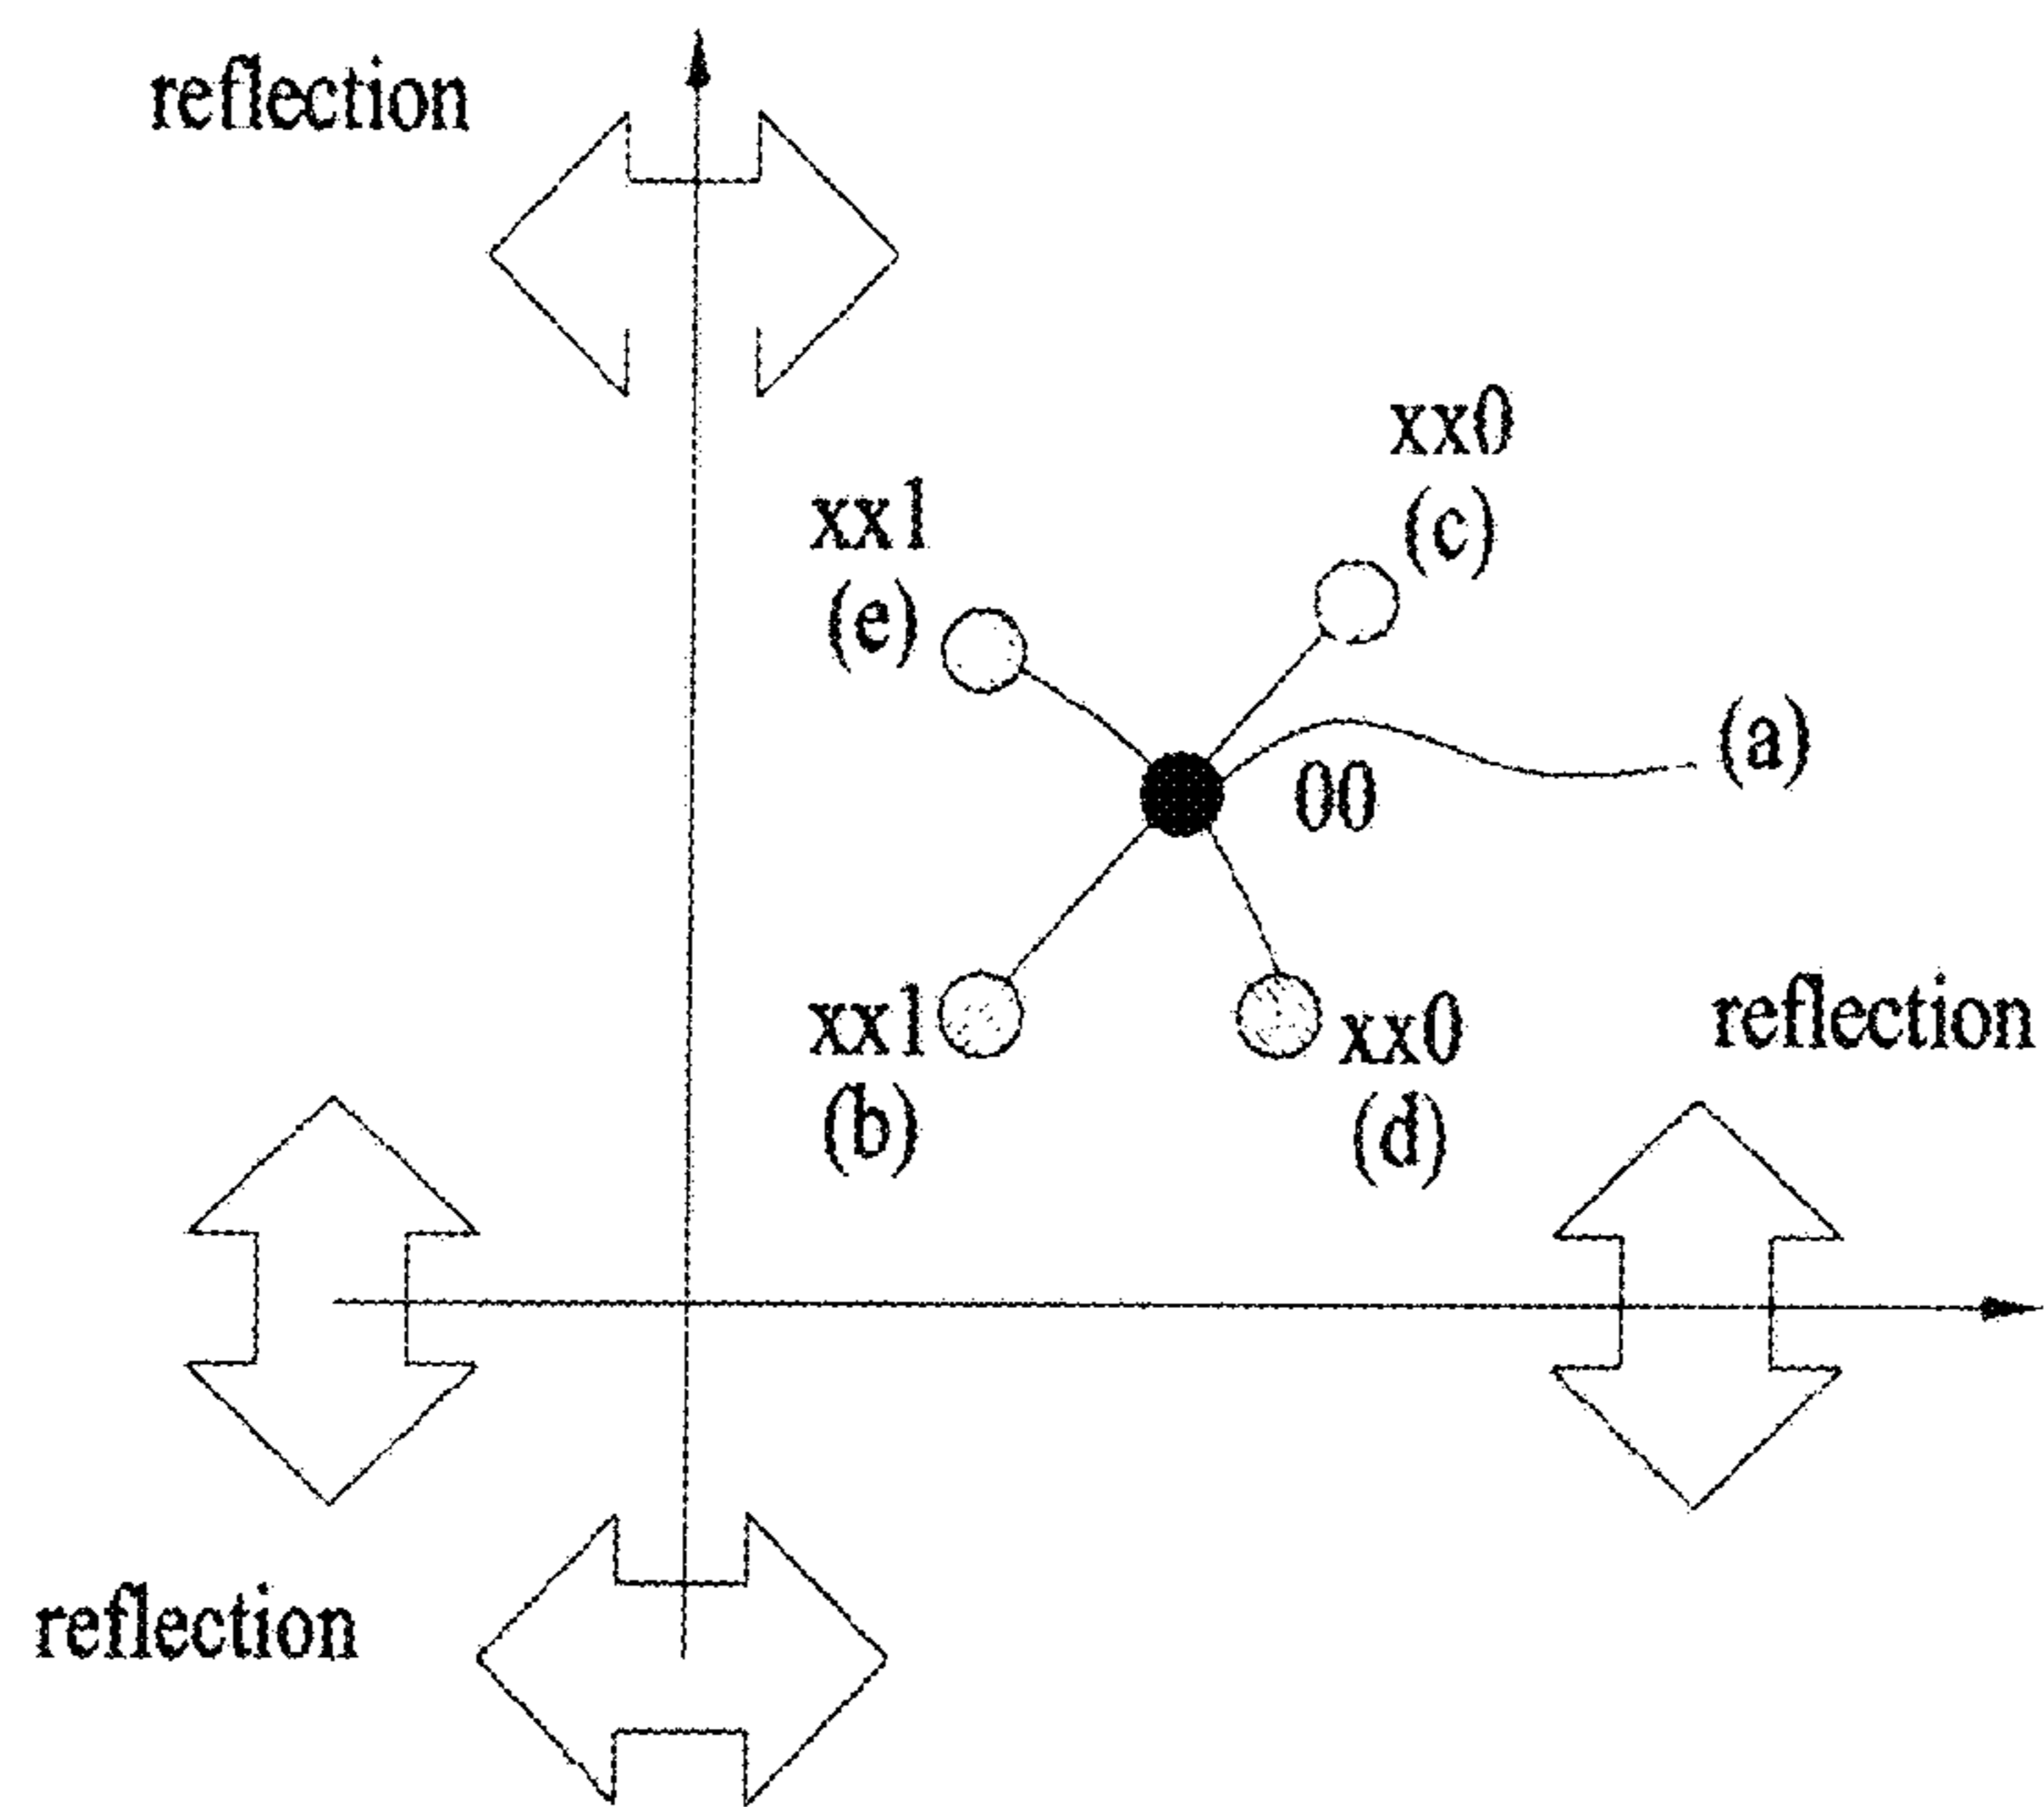 reflection
xx0
(c)
xx1
(e)
(a)
00
reflection
xx1
(b)
xx0
(d)
reflection